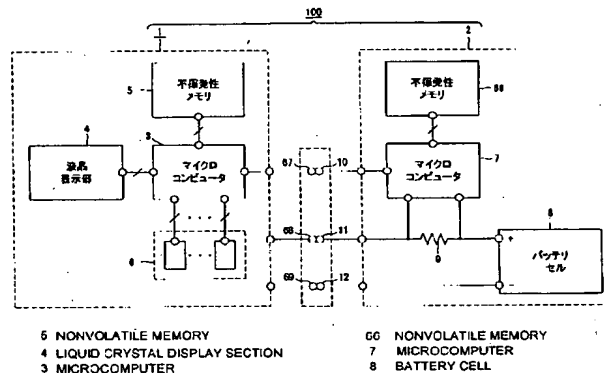 100
2
5
不揮発性
メモリ
不揮発性
メモリ
66
4
3
液晶
表示部
マイクロ
コンピュータ
67
10
マイクロ
コンピュータ
7
68
11
8
6
9
+
バッテリ
セル
69
12
−
5 NONVOLATILE MEMORY
4 LIQUID CRYSTAL DISPLAY SECTION
3 MICROCOMPUTER
66 NONVOLATILE MEMORY
7 MICROCOMPUTER
8 BATTERY CELL